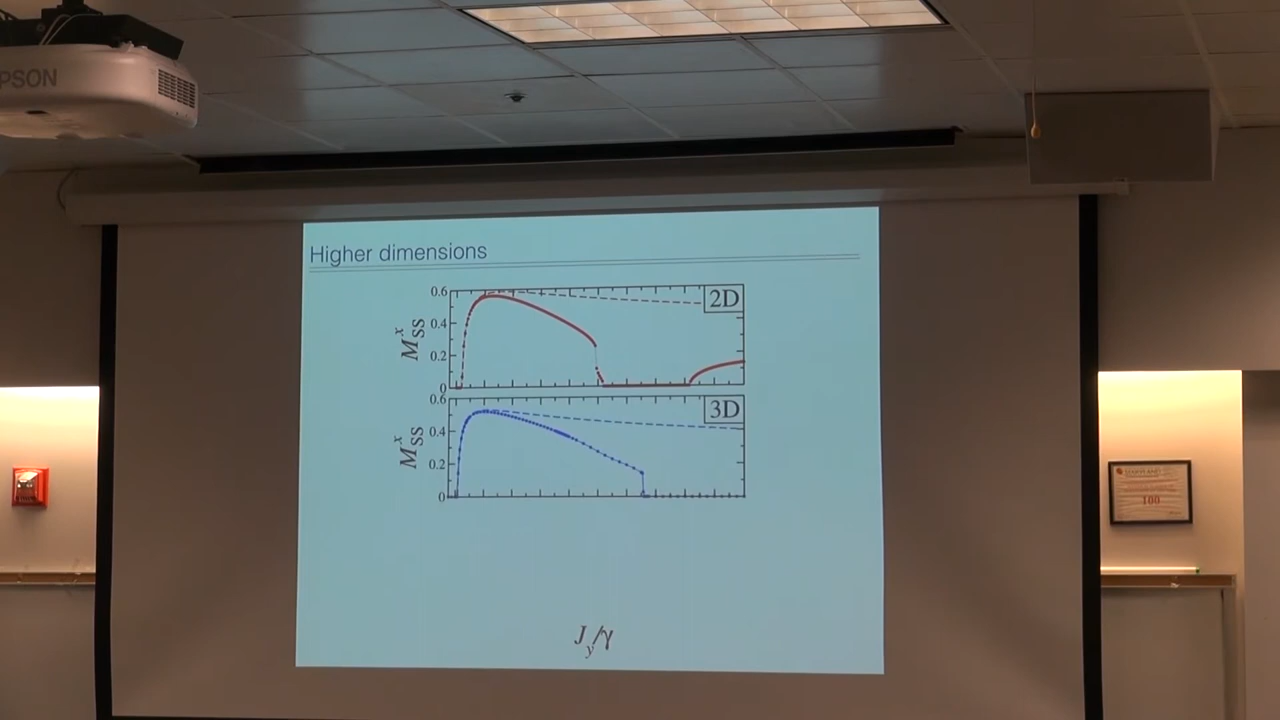 PSON
Higher dimensions
0.6
0.4
0.2
0
M^x_SS
2D
0.6
0.4
0.2
0
M^x_SS
3D
J_y/γ
100